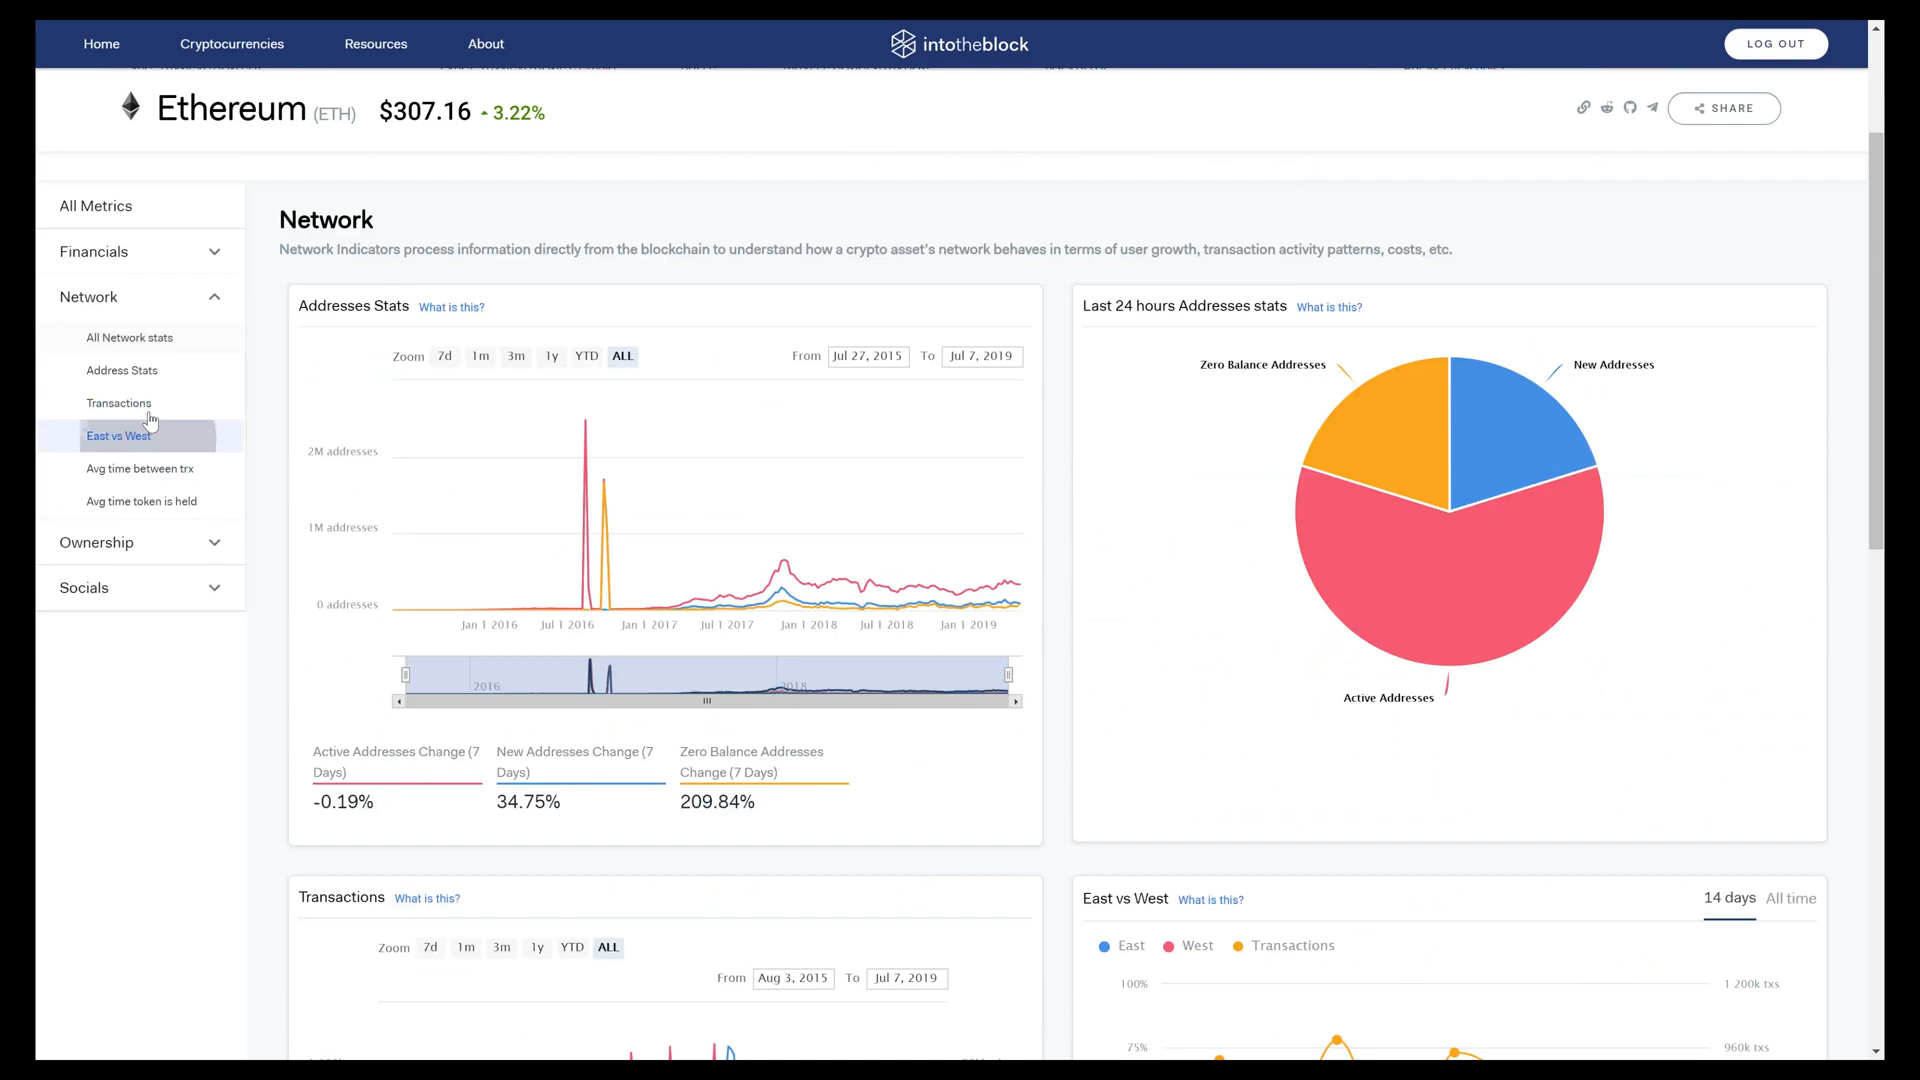 Home Cryptocurrencies Resources About intotheblock LOG OUT
Ethereum (ETH) $307.16 3.22% SHARE
All Metrics
Financials
Network
All Network stats
Address Stats
Transactions
East vs West
Avg time between trx
Avg time token is held
Ownership
Socials
Network
Network Indicators process information directly from the blockchain to understand how a crypto asset's network behaves in terms of user growth, transaction activity patterns, costs, etc.
Addresses Stats What is this?
Zoom 7d 1m 3m 1y YTD ALL From Jul 27, 2015 To Jul 7, 2019
2M addresses
1M addresses
0 addresses
Jan 1 2016 Jul 1 2016 Jan 1 2017 Jul 1 2017 Jan 1 2018 Jul 1 2018 Jan 1 2019
2016 2018
Active Addresses Change (7
Days)
-0.19%
New Addresses Change (7
Days)
34.75%
Zero Balance Addresses
Change (7 Days)
209.84%
Last 24 hours Addresses stats What is this?
Zero Balance Addresses New Addresses
Active Addresses
Transactions What is this?
Zoom 7d 1m 3m 1y YTD ALL
From Aug 3, 2015 To Jul 7, 2019
East vs West What is this? 14 days All time
East West Transactions
100% 1 200k txs
75% 960k txs